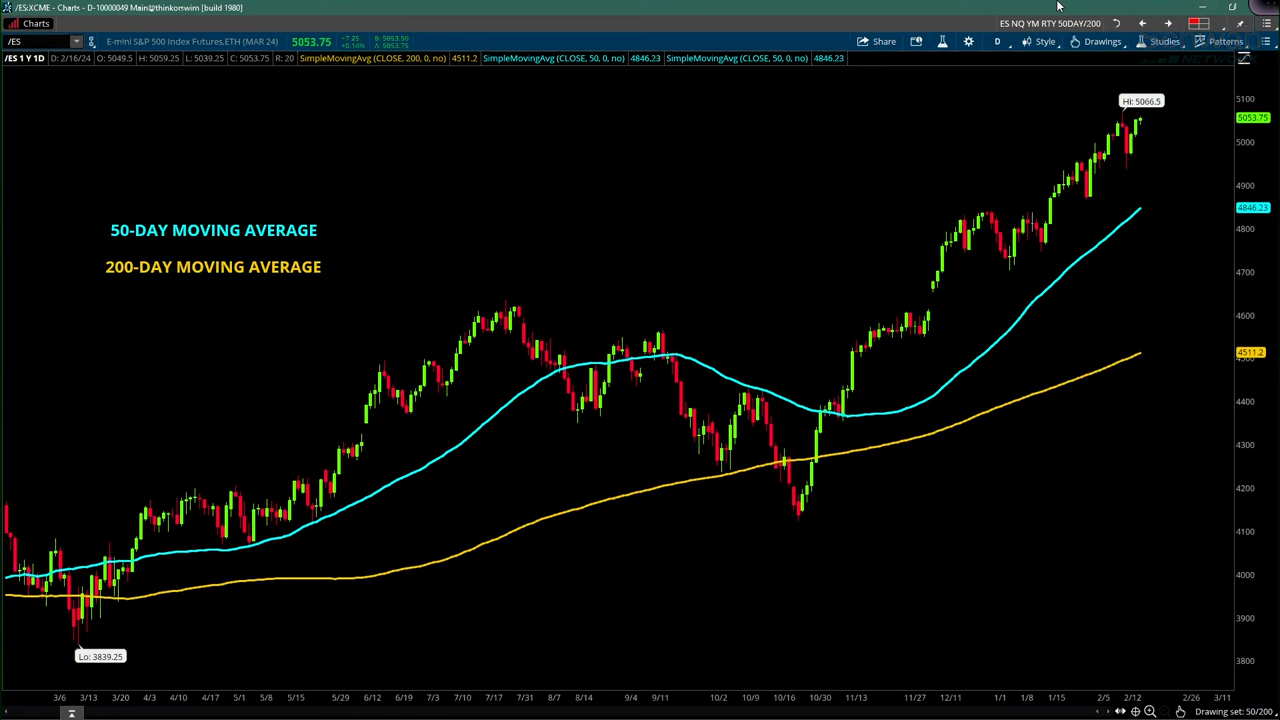 /ES:XCME - Charts - D-10000049 Main@thinkorswim [build 1980]
Charts
ES NQ YM RTY 50DAY/200
/ES
E-mini S&P 500 Index Futures,ETH (MAR 24)
5053.75
-7.25
+0.14%
B: 5053.50
A: 5053.75
Share
D
Style
Drawings
Studies
Patterns
/ES 1 Y 1D
D: 2/16/24
O: 5049.5
H: 5059.25
L: 5039.25
C: 5053.75
R: 20
SimpleMovingAvg (CLOSE, 200, 0, no)
4511.2
SimpleMovingAvg (CLOSE, 50, 0, no)
4846.23
SimpleMovingAvg (CLOSE, 50, 0, no)
4846.23
NETWORK
Hi: 5066.5
5100
5053.75
5000
4900
4846.23
4800
4700
4600
4511.2
4400
4300
4200
4100
4000
3900
3800
50-DAY MOVING AVERAGE
200-DAY MOVING AVERAGE
Lo: 3839.25
3/6 3/13 3/20 4/3 4/10 4/17 5/1 5/8 5/15 5/29 6/12 6/19 7/3 7/10 7/17 7/31 8/7 8/14 9/4 9/11 10/2 10/9 10/16 10/30 11/13 11/27 12/11 1/1 1/8 1/15 2/5 2/12 2/26 3/11
Drawing set: 50/200